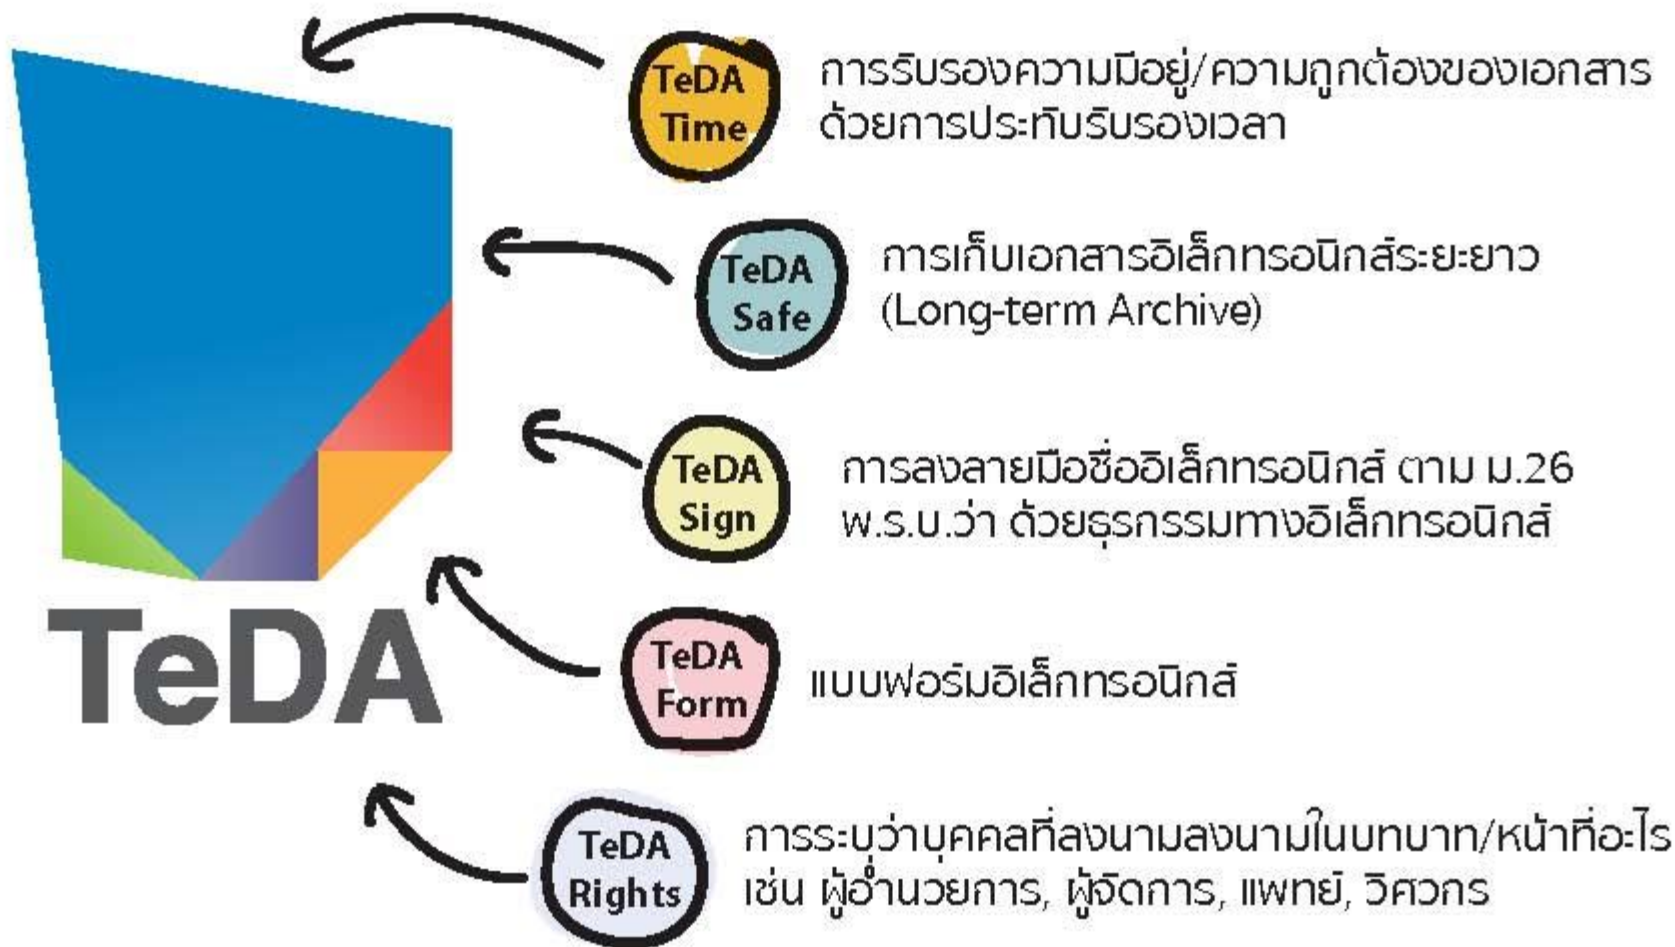 TeDA
Time
การรับรองความมีอยู่/ความถูกต้องของเอกสาร
ด้วยการประทับรับรองเวลา
TeDA
Safe
การเก็บเอกสารอิเล็กทรอนิกส์ระยะยาว
(Long-term Archive)
TeDA
Sign
การลงลายมือชื่ออิเล็กทรอนิกส์ ตาม ม.26
พ.ร.บ.ว่า ด้วยธุรกรรมทางอิเล็กทรอนิกส์
TeDA
TeDA
Form
แบบฟอร์มอิเล็กทรอนิกส์
TeDA
Rights
การระบุว่าบุคคลที่ลงนามลงนามในบทบาท/หน้าที่อะไร
เช่น ผู้อำนวยการ, ผู้จัดการ, แพทย์, วิศวกร